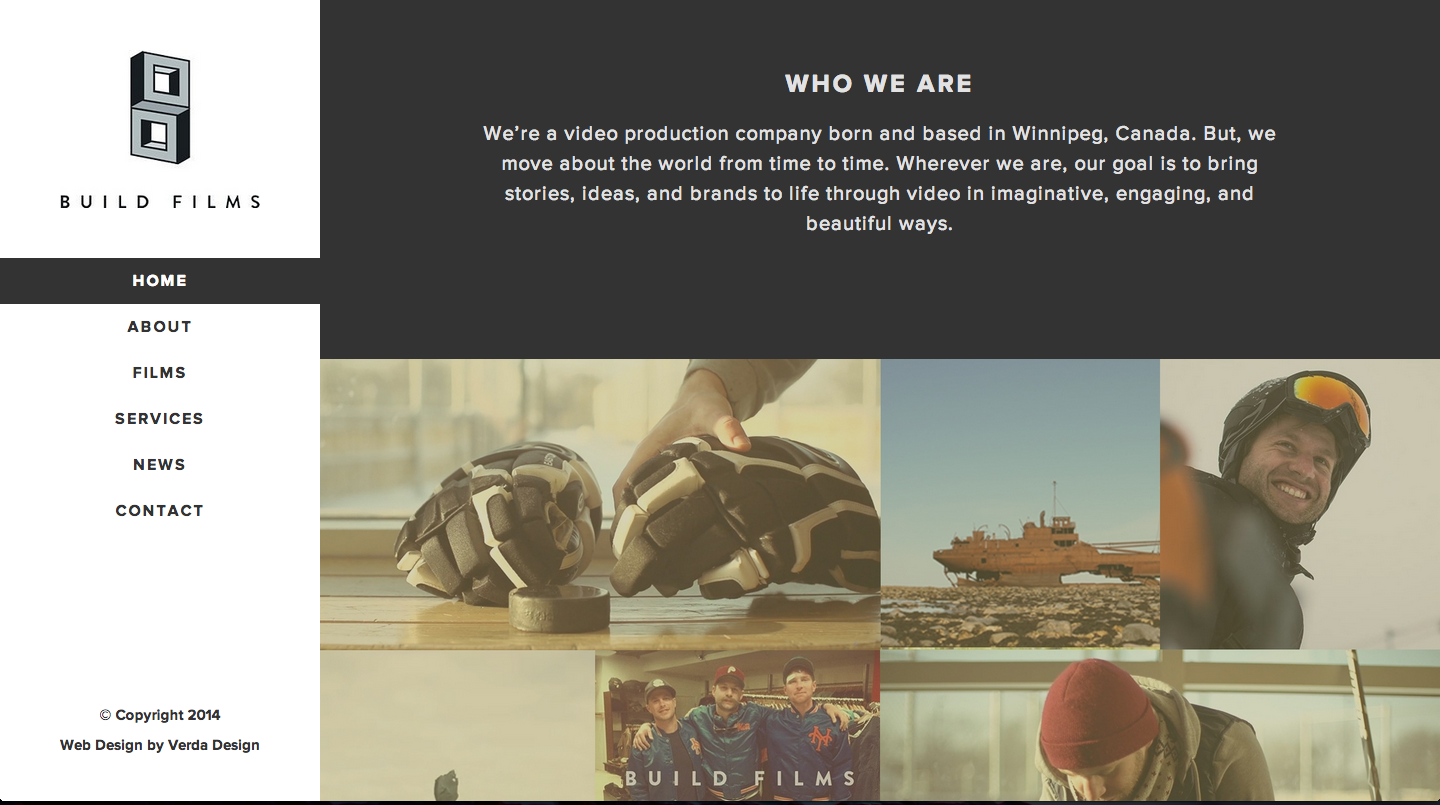 BUILD FILMS
HOME
ABOUT
FILMS
SERVICES
NEWS
CONTACT
© Copyright 2014
Web Design by Verda Design
WHO WE ARE
We’re a video production company born and based in Winnipeg, Canada. But, we
move about the world from time to time. Wherever we are, our goal is to bring
stories, ideas, and brands to life through video in imaginative, engaging, and
beautiful ways.
BUILD FILMS